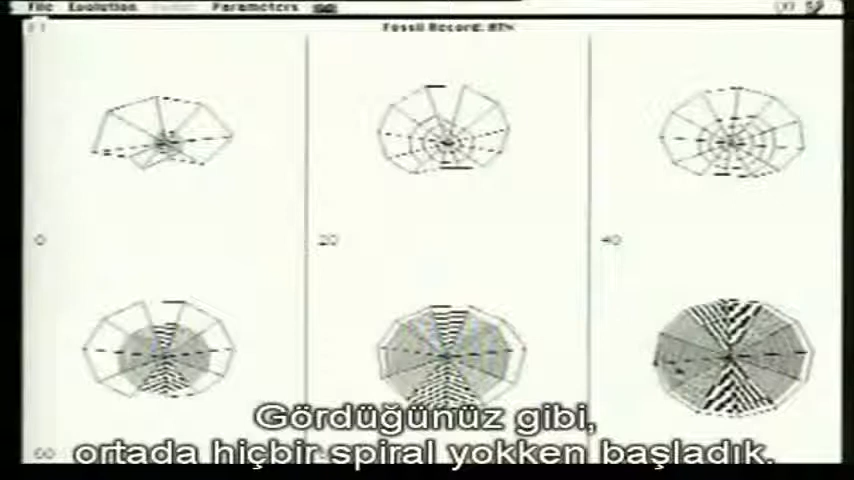 File Evolution Parameters
Fossil Record:
0
20
40
60
Gördüğünüz gibi,
ortada hiçbir spiral yokken başladık.